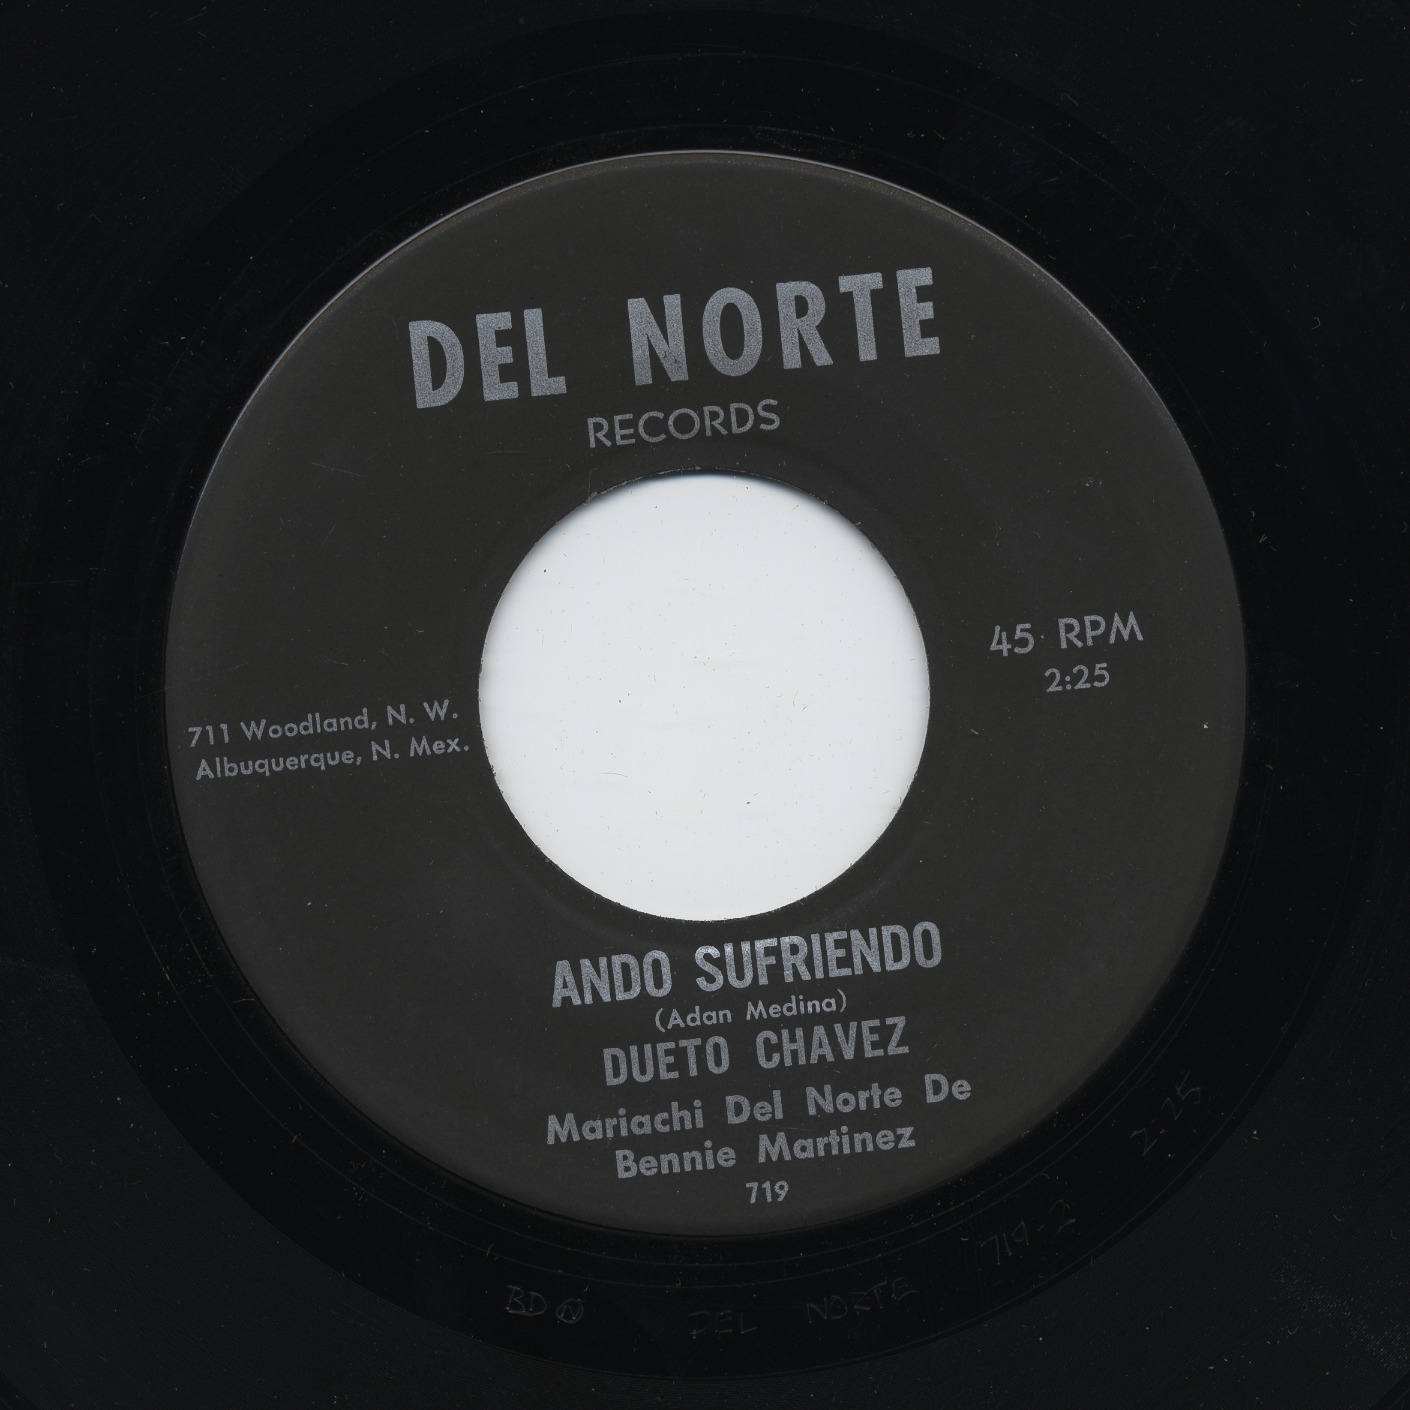 DEL NORTE
RECORDS
45 RPM
2:25
711 Woodland, N. W.
Albuquerque, N. Mex.
ANDO SUFRIENDO
(Adan Medina)
DUETO CHAVEZ
Mariachi Del Norte De
Bennie Martinez
719
BD N DEL NORTE 719-2 2-25